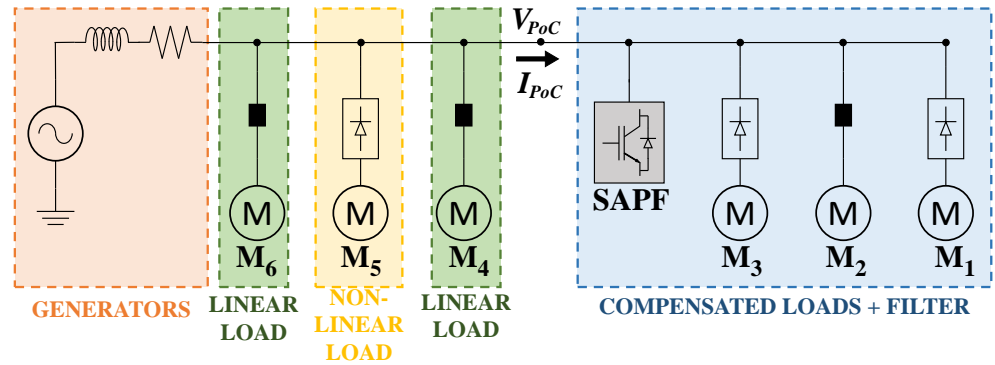 V_PoC
I_PoC
SAPF
M M M M M M
M₆ M₅ M₄ M₃ M₂ M₁
GENERATORS
LINEAR
LOAD
NON-
LINEAR
LOAD
LINEAR
LOAD
COMPENSATED LOADS + FILTER